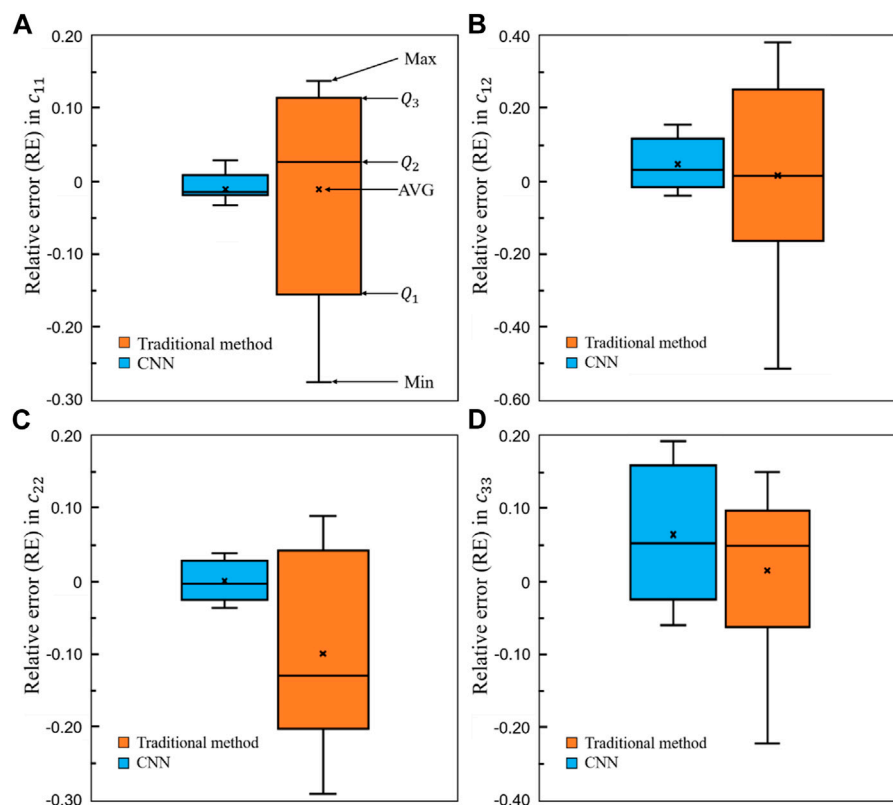 A
Relative error (RE) in c11
0.20
0.10
0
-0.10
-0.20
-0.30
Max
Q3
Q2
AVG
Q1
Min
Traditional method
CNN
B
Relative error (RE) in c12
0.40
0.20
0
-0.20
-0.40
-0.60
Traditional method
CNN
C
Relative error (RE) in c22
0.20
0.10
0
-0.10
-0.20
-0.30
Traditional method
CNN
D
Relative error (RE) in c33
0.20
0.10
0
-0.10
-0.20
-0.40
Traditional method
CNN